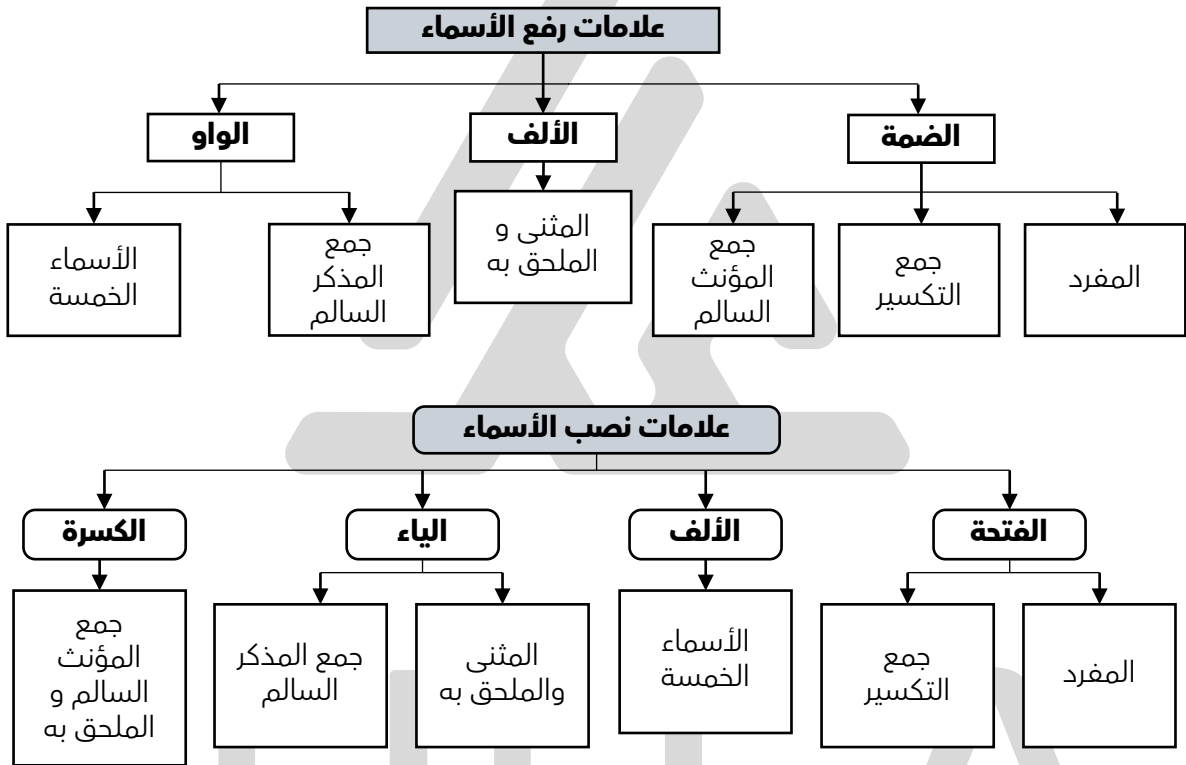 علامات رفع الأسماء
الضمة
الألف
الواو
المفرد
جمع
التكسير
جمع
المؤنث
السالم
المثنى و
الملحق به
جمع
المذكر
السالم
الأسماء
الخمسة
علامات نصب الأسماء
الفتحة
الألف
الياء
الكسرة
المفرد
جمع
التكسير
الأسماء
الخمسة
المثنى
والملحق به
جمع المذكر
السالم
جمع
المؤنث
السالم و
الملحق به